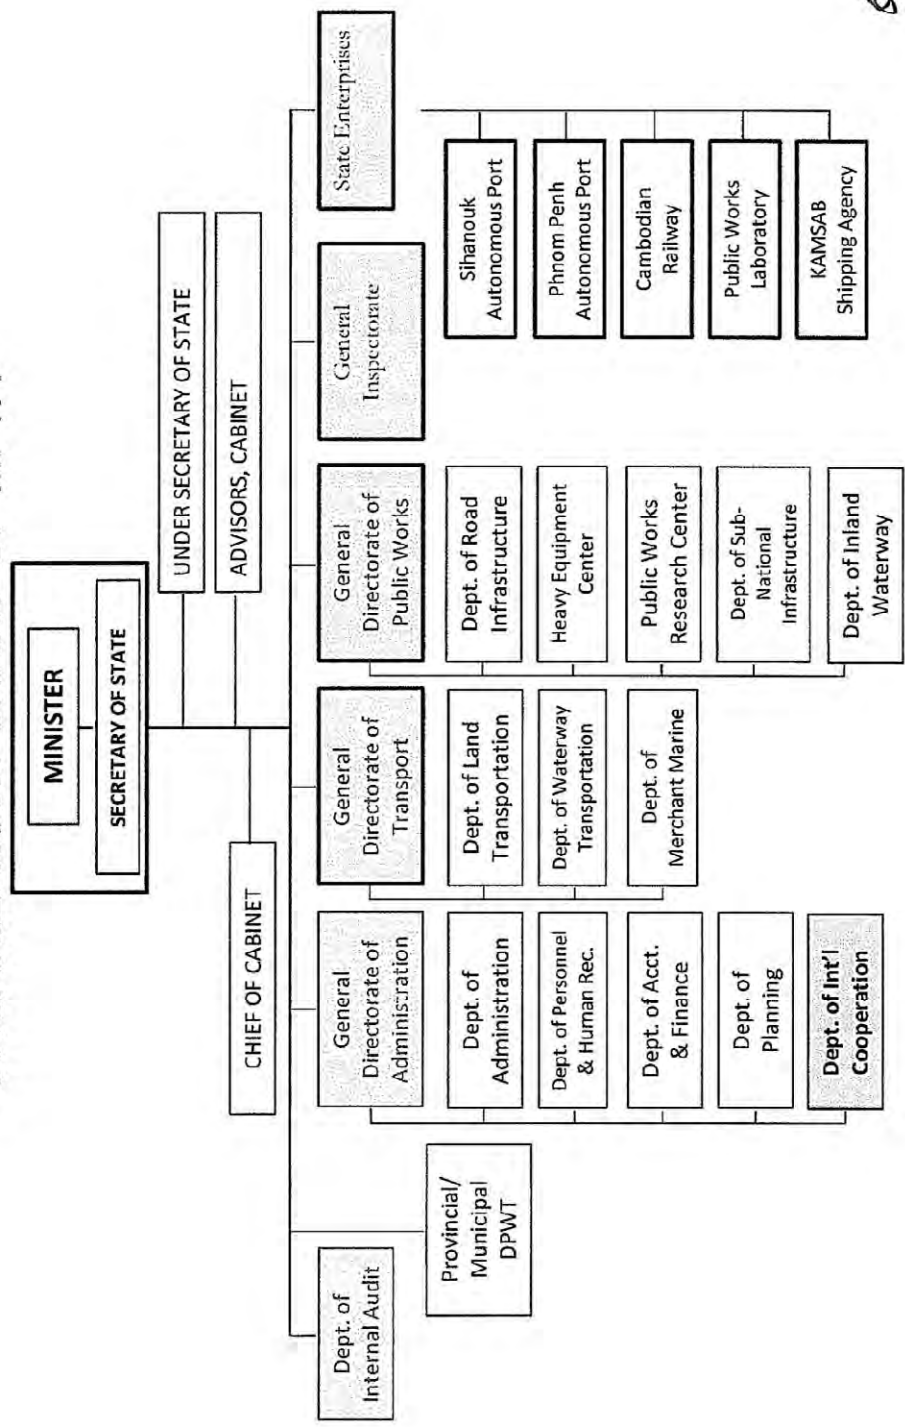 MINISTER
SECRETARY OF STATE
UNDER SECRETARY OF STATE
ADVISORS, CABINET
CHIEF OF CABINET
Dept. of
Internal Audit
Provincial/
Municipal
DPWT
General
Directorate of
Administration
Dept. of
Administration
Dept. of Personnel
& Human Rec.
Dept. of Acct.
& Finance
Dept. of
Planning
Dept. of Int'l
Cooperation
General
Directorate of
Transport
Dept. of Land
Transportation
Dept. of Waterway
Transportation
Dept. of
Merchant Marine
General
Directorate of
Public Works
Dept. of Road
Infrastructure
Heavy Equipment
Center
Public Works
Research Center
Dept. of Sub-
National
Infrastructure
Dept. of Inland
Waterway
General
Inspectorate
State Enterprises
Sihanouk
Autonomous Port
Phnom Penh
Autonomous Port
Cambodian
Railway
Public Works
Laboratory
KAMSAB
Shipping Agency